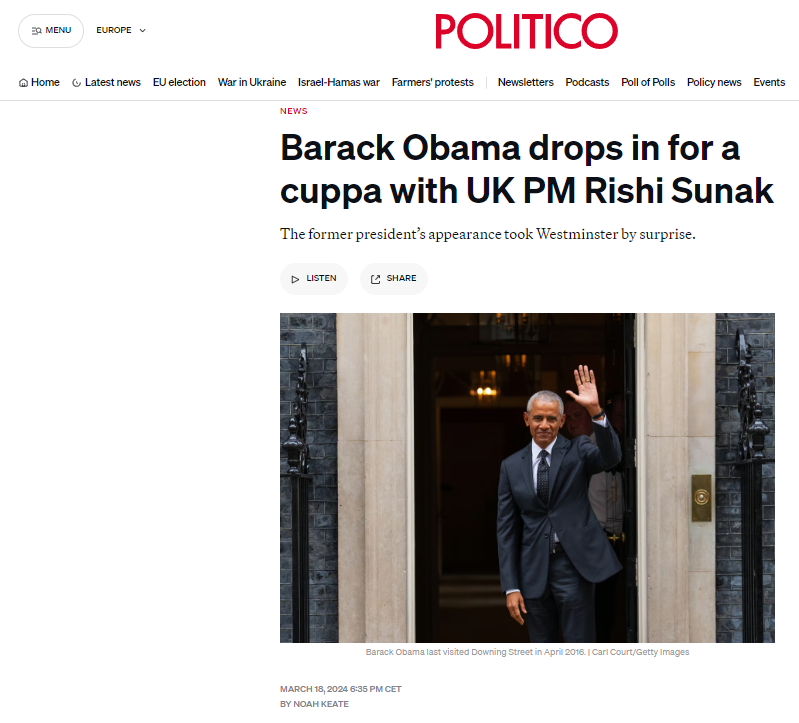 MENU
EUROPE
POLITICO
Home Latest news EU election War in Ukraine Israel-Hamas war Farmers' protests Newsletters Podcasts Poll of Polls Policy news Events
NEWS
Barack Obama drops in for a
cuppa with UK PM Rishi Sunak
The former president’s appearance took Westminster by surprise.
LISTEN SHARE
Barack Obama last visited Downing Street in April 2016. | Carl Court/Getty Images
MARCH 18, 2024 6:35 PM CET
BY NOAH KEATE